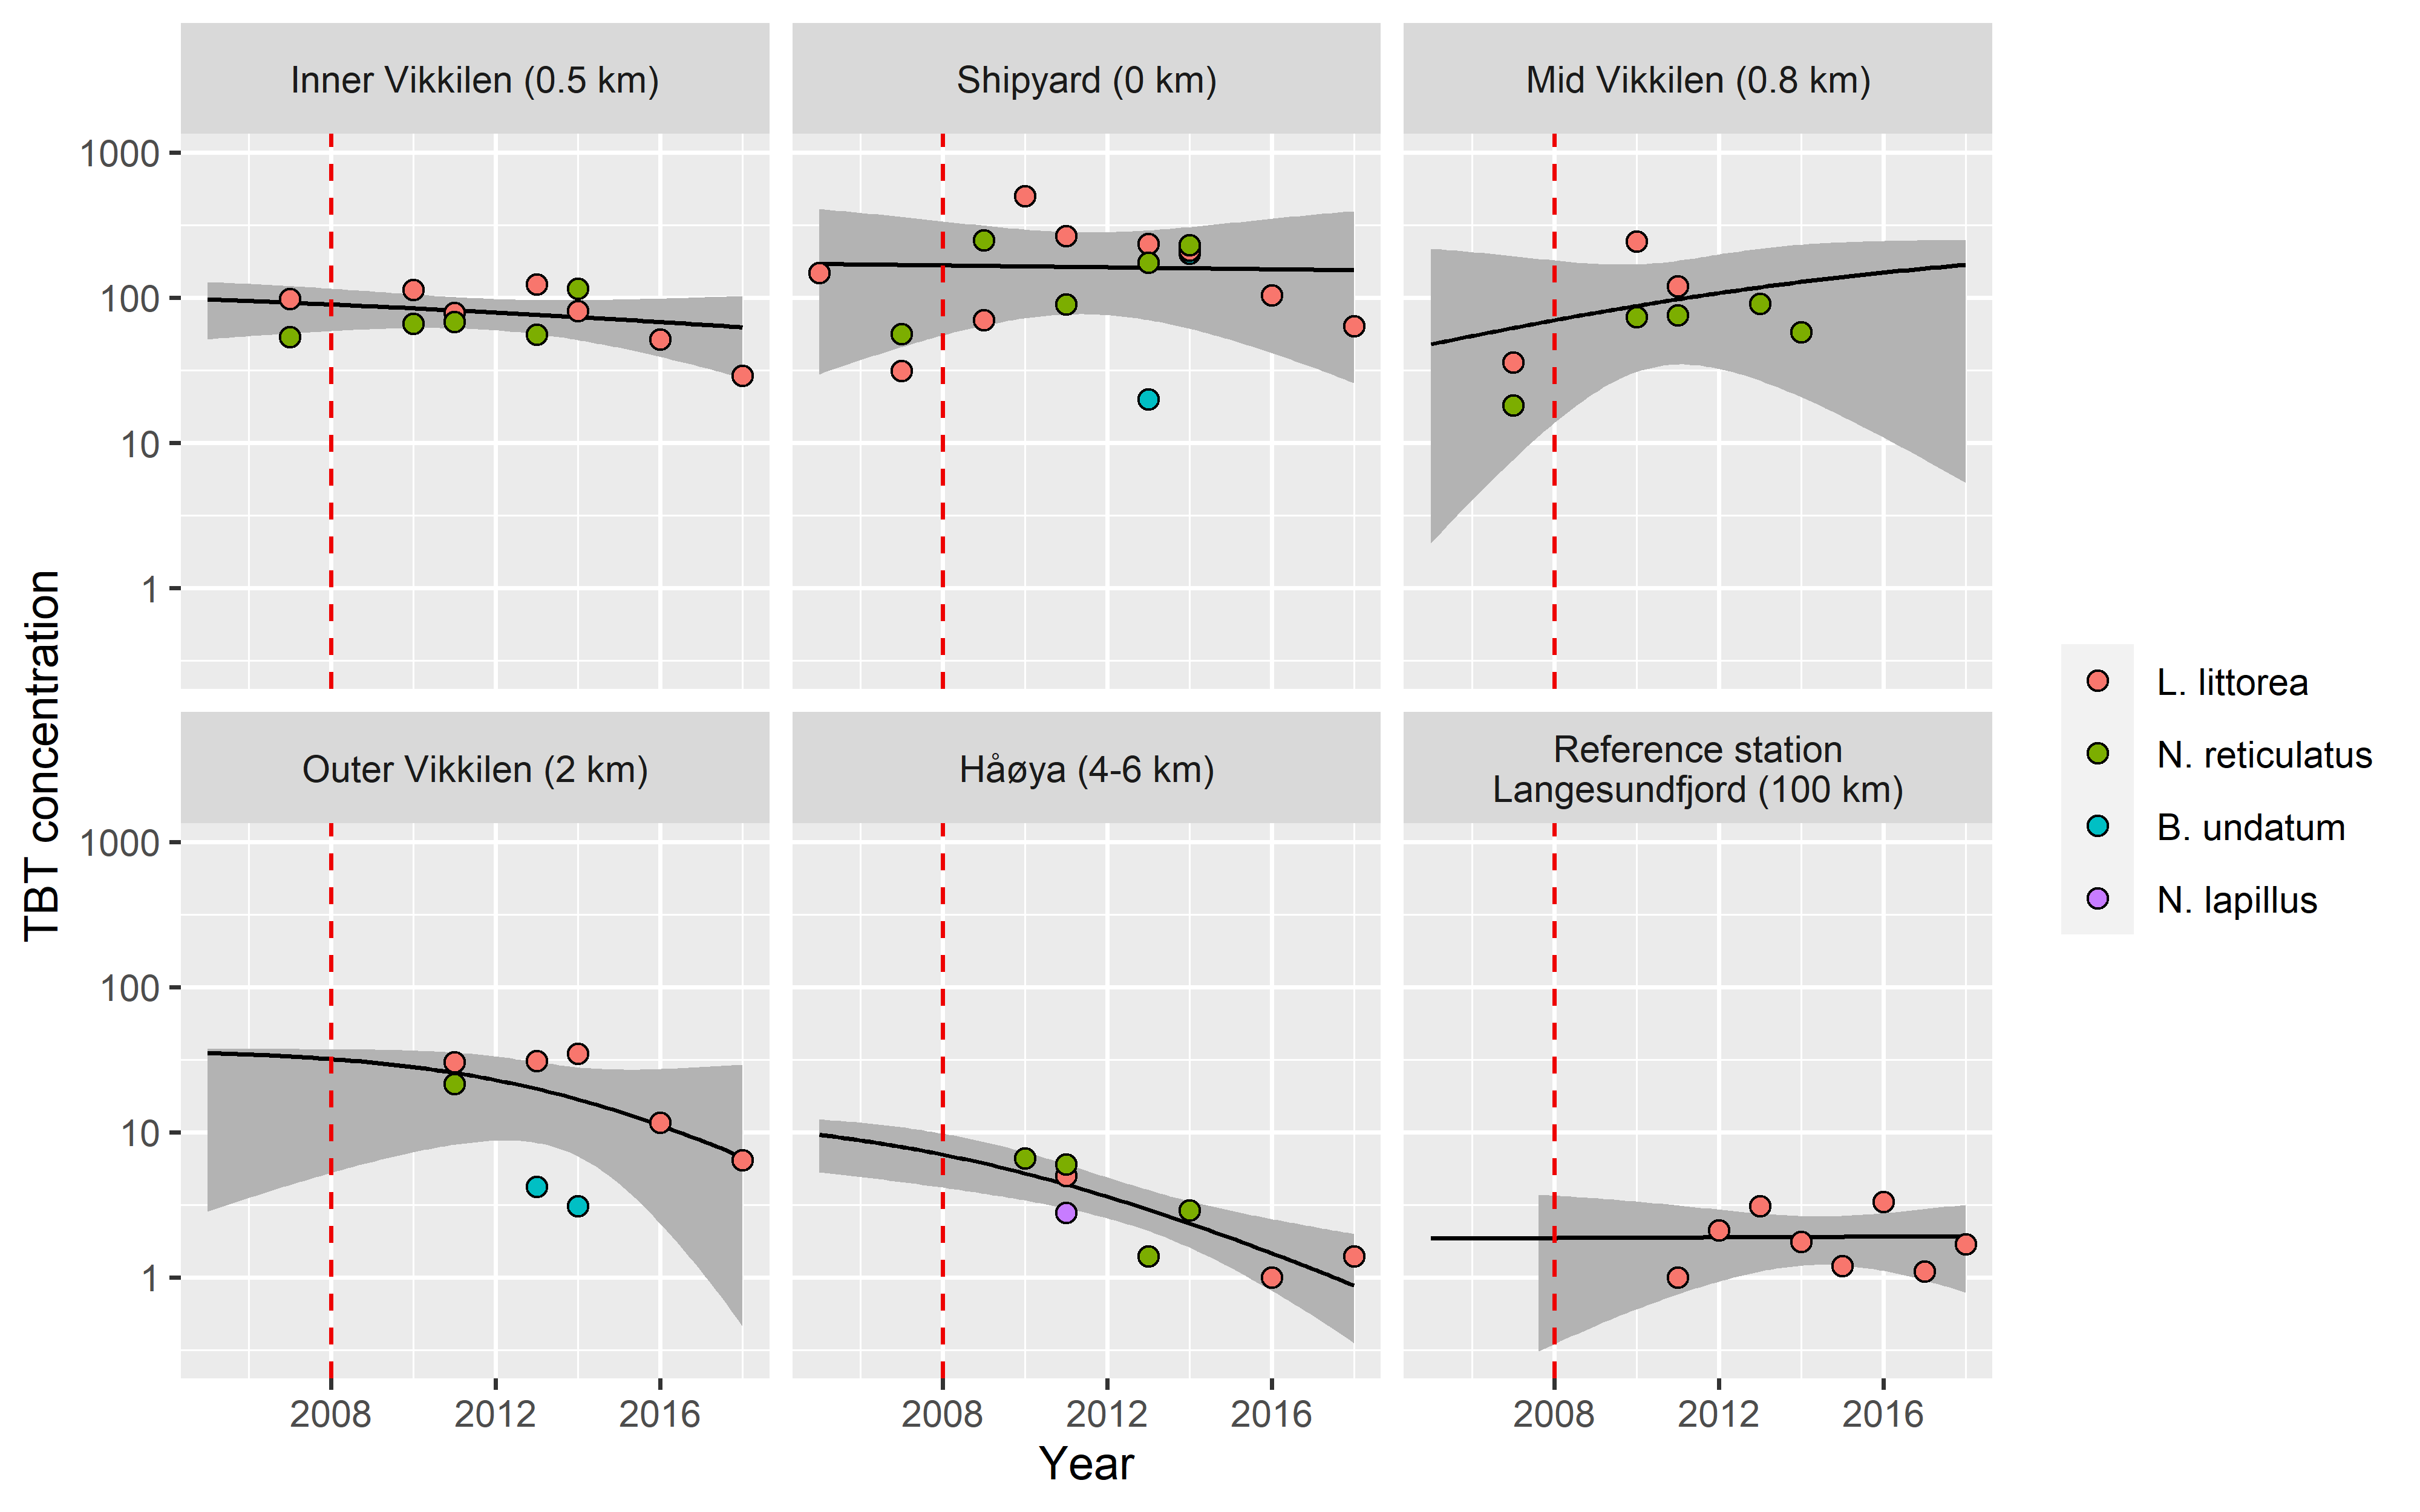 Inner Vikkilen (0.5 km)
Shipyard (0 km)
Mid Vikkilen (0.8 km)
1000
100
10
1
TBT concentration
Outer Vikkilen (2 km)
Håøya (4-6 km)
Reference station
Langesundfjord (100 km)
1000
100
10
1
2008 2012 2016
2008 2012 2016
2008 2012 2016
Year
L. littorea
N. reticulatus
B. undatum
N. lapillus